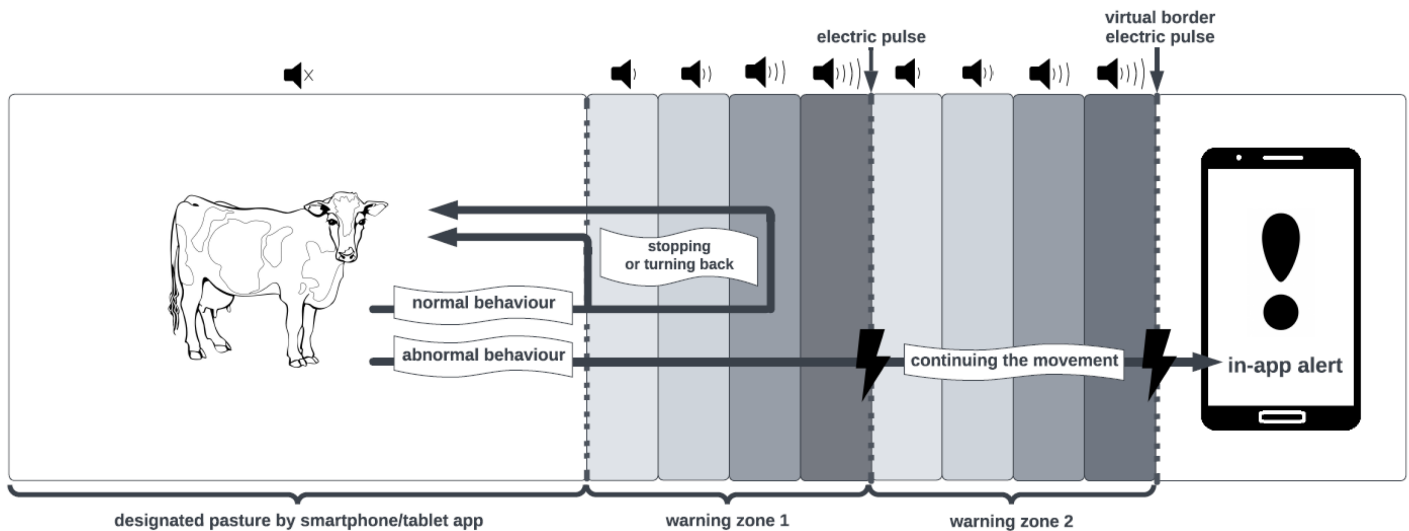 virtual border
electric pulse
electric pulse
stopping
or turning back
normal behaviour
abnormal behaviour
continuing the movement
in-app alert
designated pasture by smartphone/tablet app
warning zone 1
warning zone 2